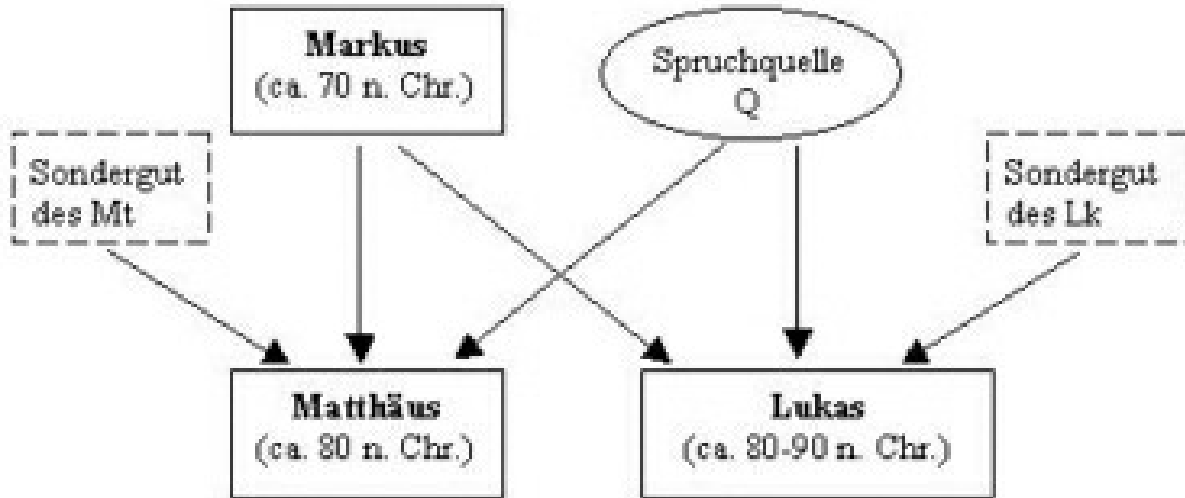 Markus
(ca. 70 n. Chr.)
Spruchquelle
Q
Sondergut
des Mt
Sondergut
des Lk
Matthäus
(ca. 80 n. Chr.)
Lukas
(ca. 80-90 n. Chr.)